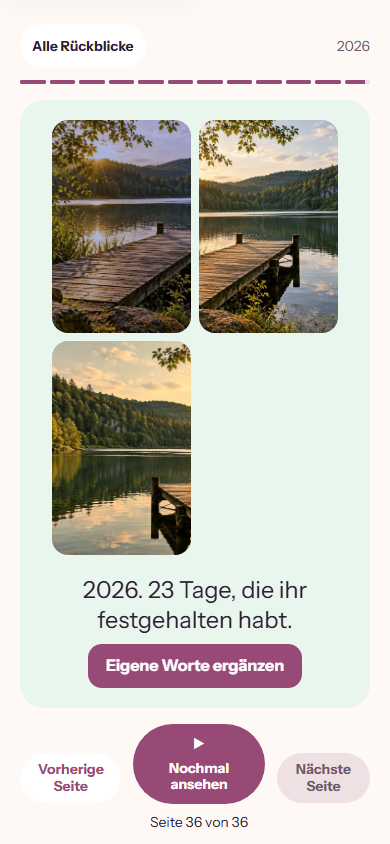 Alle Rückblicke
2026
2026. 23 Tage, die ihr
festgehalten habt.
Eigene Worte ergänzen
Vorherige
Seite
Nochmal
ansehen
Nächste
Seite
Seite 36 von 36